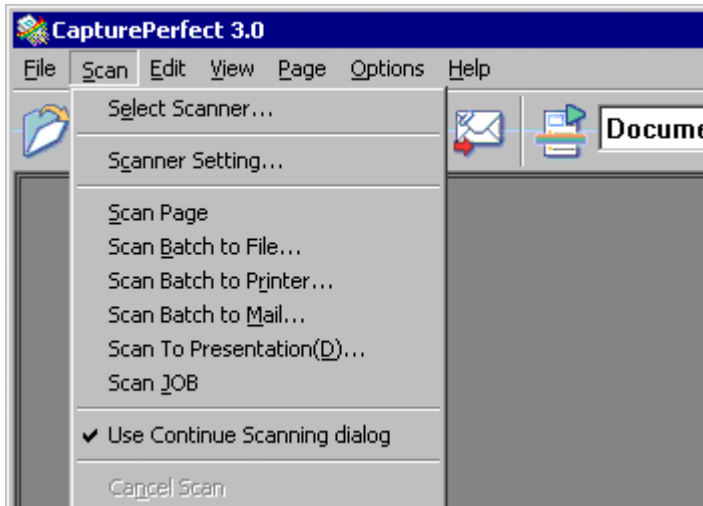 CapturePerfect 3.0
File Scan Edit View Page Options Help
Select Scanner...
Docume
Scanner Setting...
Scan Page
Scan Batch to File...
Scan Batch to Printer...
Scan Batch to Mail...
Scan To Presentation(D)...
Scan JOB
Use Continue Scanning dialog
Cancel Scan